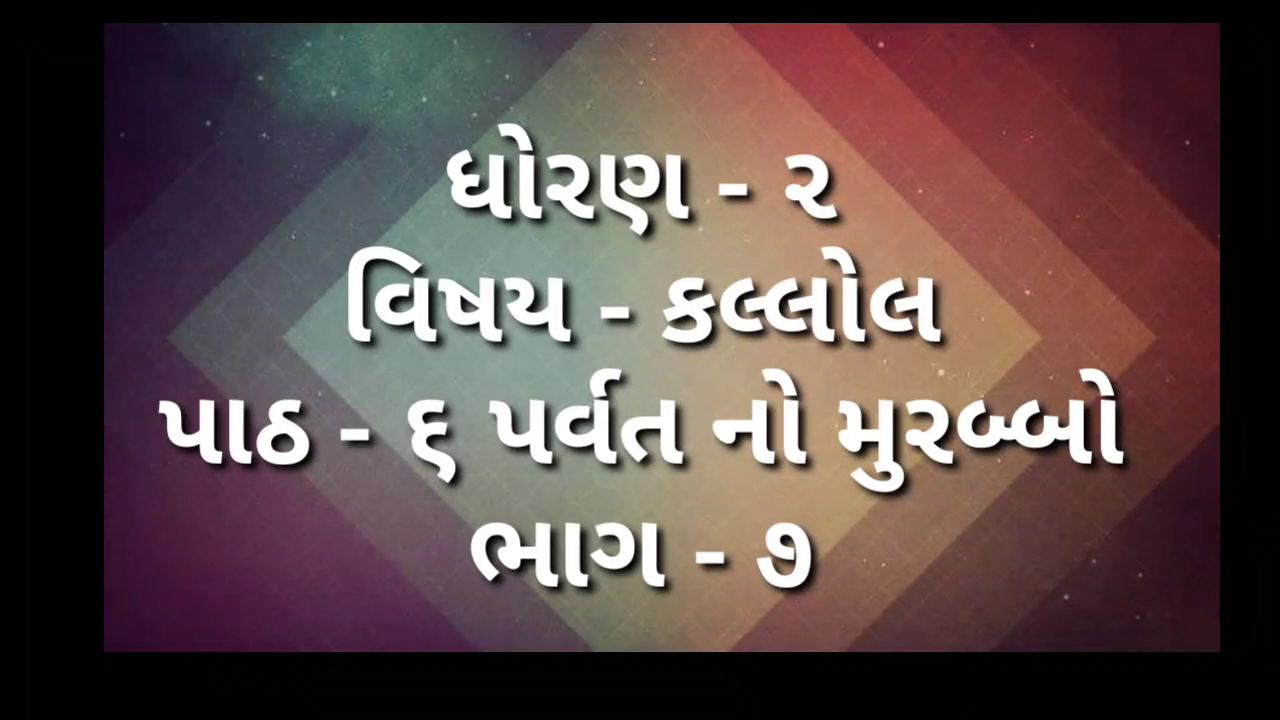 ધોરણ - ૨
વિષય - કલ્લોલ
પાઠ - ૬ પર્વત નો મુરબ્બો
ભાગ - ૭